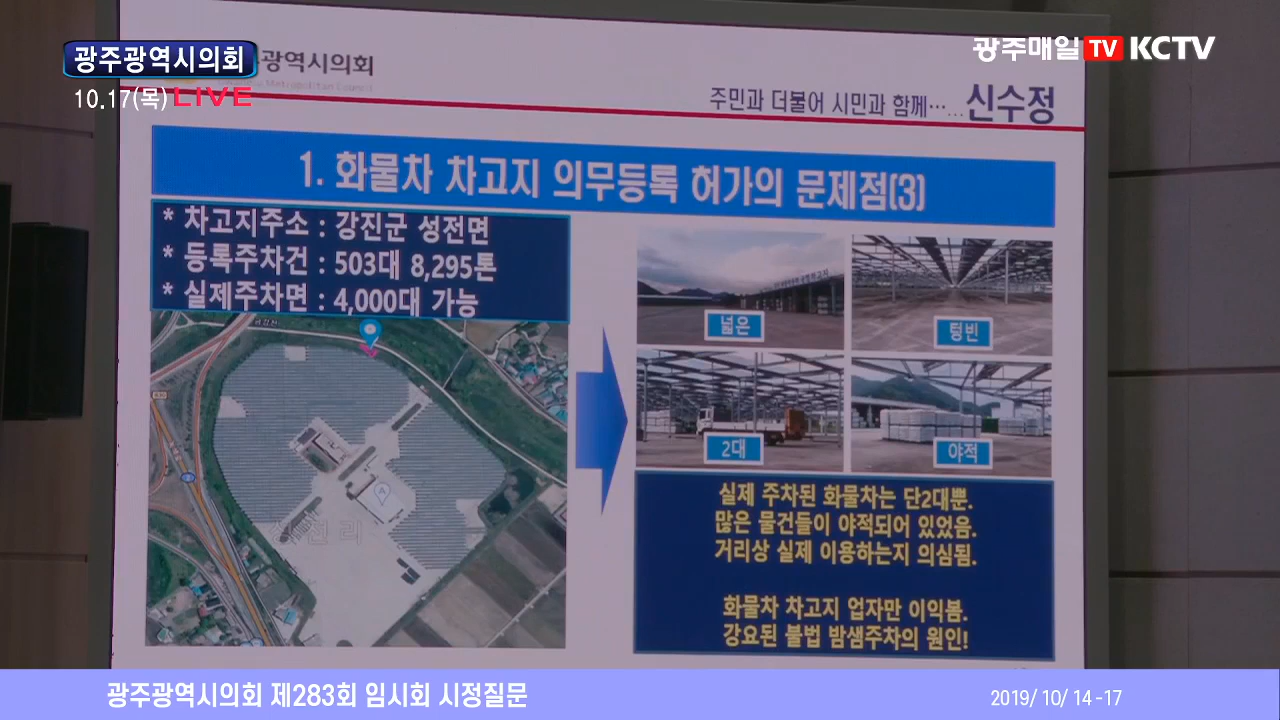 광주광역시의회
10.17(목) LIVE
광주매일TV KCTV
광역시의회
주민과 더불어 시민과 함께……신수정
1. 화물차 차고지 의무등록 허가의 문제점(3)
* 차고지주소 : 강진군 성전면
* 등록주차건 : 503대 8,295톤
* 실제주차면 : 4,000대 가능
넓은
텅빈
2대
야적
실제 주차된 화물차는 단2대뿐.
많은 물건들이 야적되어 있었음.
거리상 실제 이용하는지 의심됨.
화물차 차고지 업자만 이익봄.
강요된 불법 밤샘주차의 원인!
광주광역시의회 제283회 임시회 시정질문
2019/ 10/ 14 -17